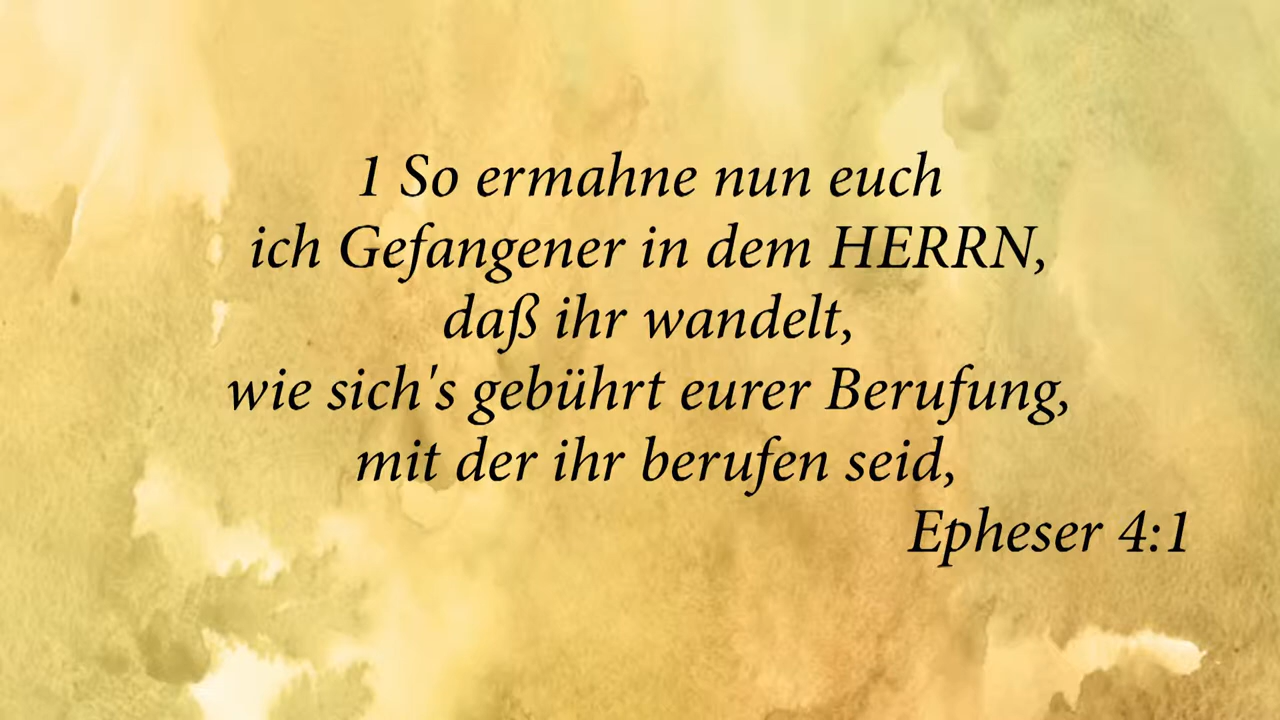 1 So ermahne nun euch
ich Gefangener in dem HERRN,
daß ihr wandelt,
wie sich's gebührt eurer Berufung,
mit der ihr berufen seid,
Epheser 4:1